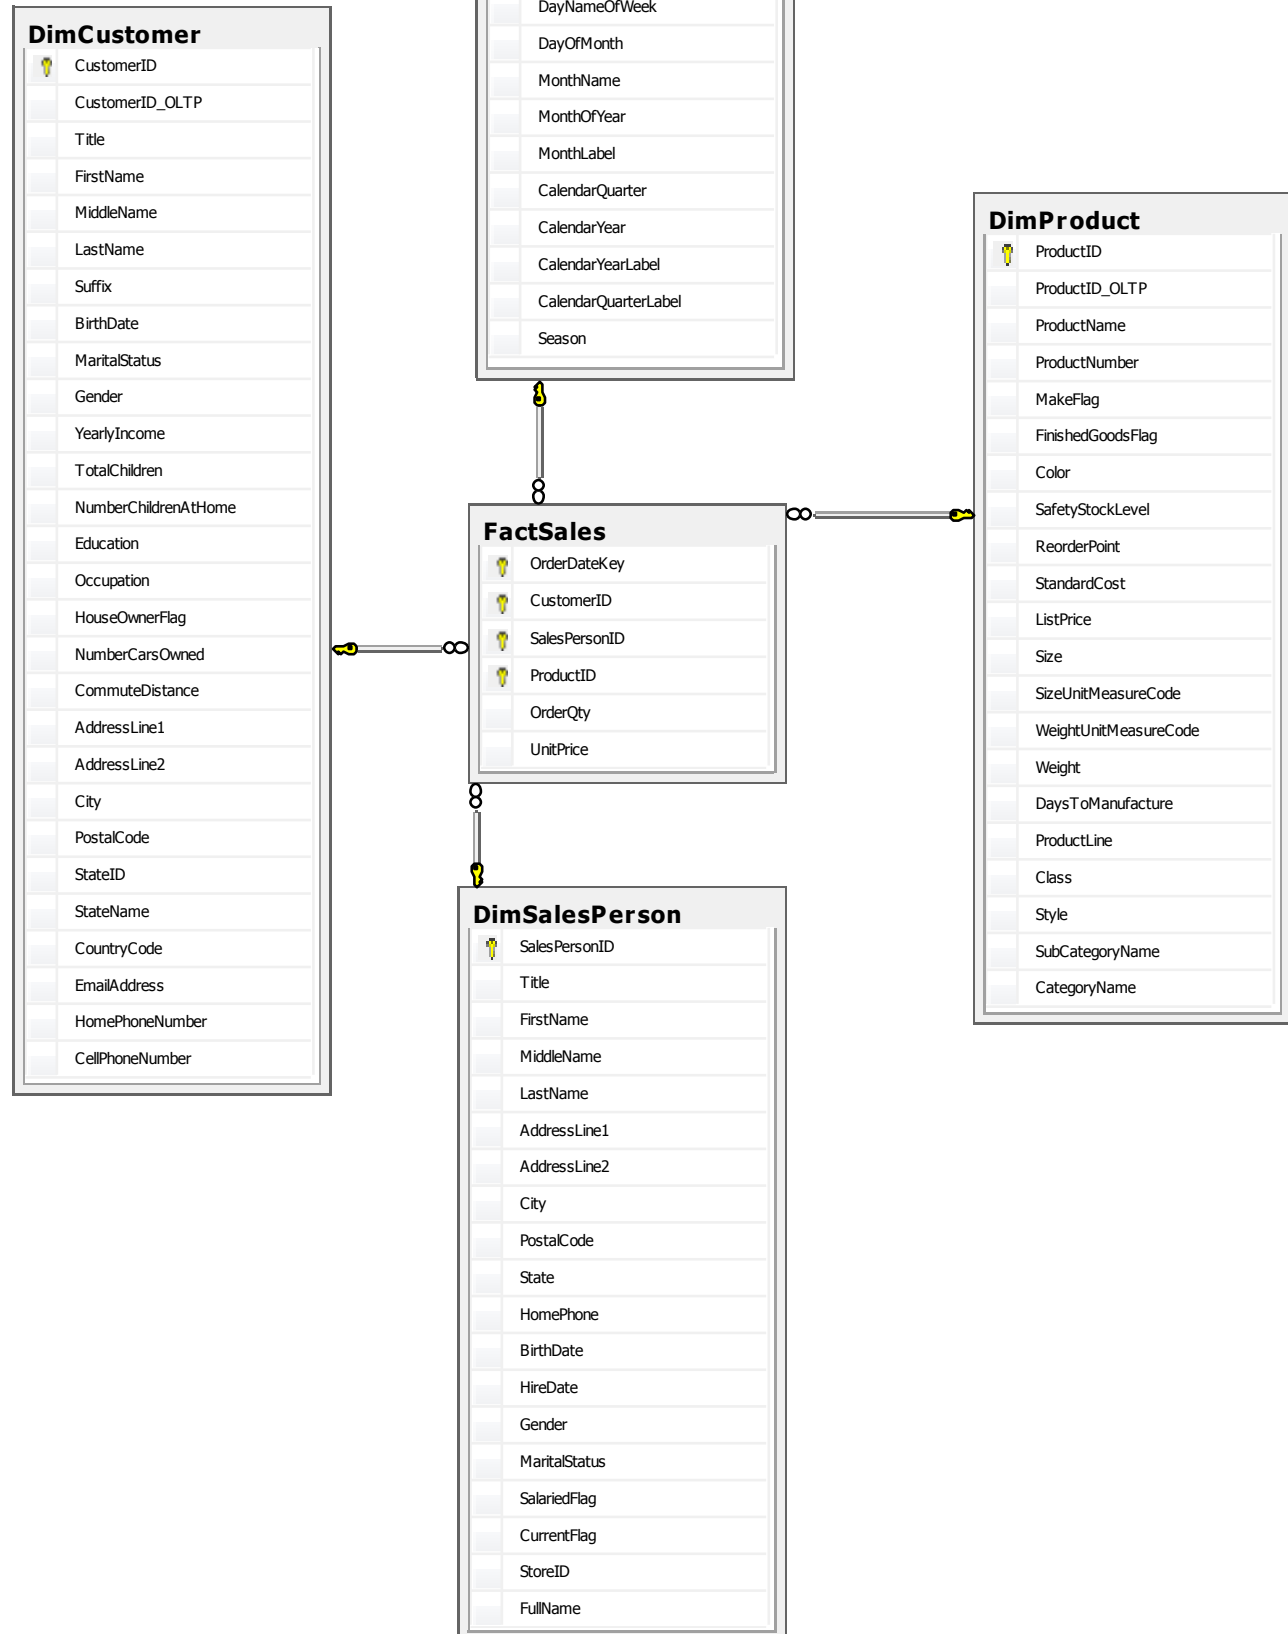 DimCustomer
CustomerID
CustomerID_OLTP
Title
FirstName
MiddleName
LastName
Suffix
BirthDate
MaritalStatus
Gender
YearlyIncome
TotalChildren
NumberChildrenAtHome
Education
Occupation
HouseOwnerFlag
NumberCarsOwned
CommuteDistance
AddressLine1
AddressLine2
City
PostalCode
StateID
StateName
CountryCode
EmailAddress
HomePhoneNumber
CellPhoneNumber
DayNameOfWeek
DayOfMonth
MonthName
MonthOfYear
MonthLabel
CalendarQuarter
CalendarYear
CalendarYearLabel
CalendarQuarterLabel
Season
FactSales
OrderDateKey
CustomerID
SalesPersonID
ProductID
OrderQty
UnitPrice
DimSalesPerson
SalesPersonID
Title
FirstName
MiddleName
LastName
AddressLine1
AddressLine2
City
PostalCode
State
HomePhone
BirthDate
HireDate
Gender
MaritalStatus
SalariedFlag
CurrentFlag
StoreID
FullName
DimProduct
ProductID
ProductID_OLTP
ProductName
ProductNumber
MakeFlag
FinishedGoodsFlag
Color
SafetyStockLevel
ReorderPoint
StandardCost
ListPrice
Size
SizeUnitMeasureCode
WeightUnitMeasureCode
Weight
DaysToManufacture
ProductLine
Class
Style
SubCategoryName
CategoryName